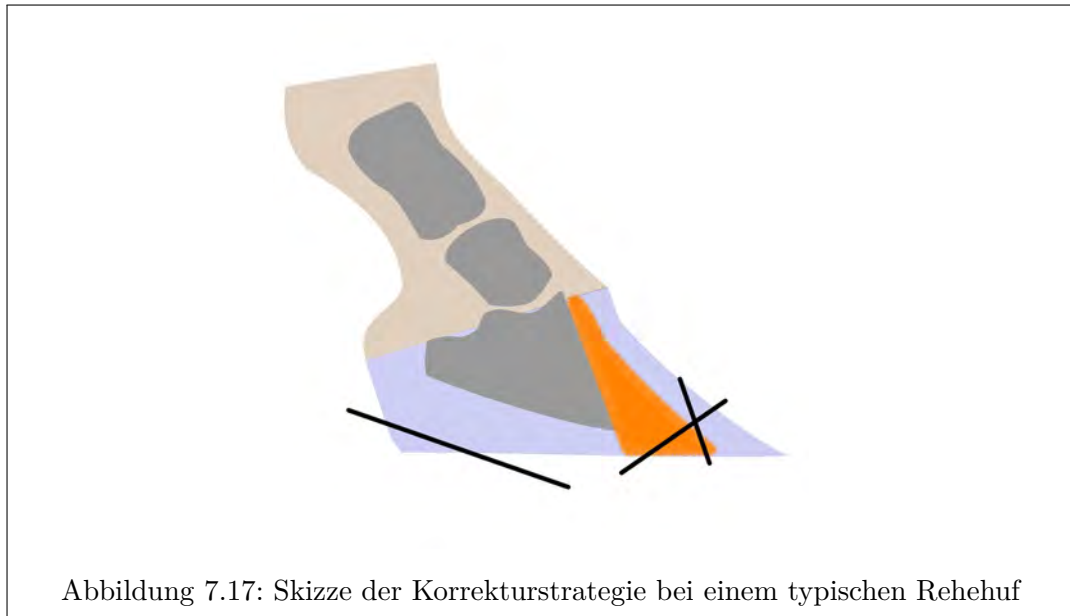 Abbildung 7.17: Skizze der Korrekturstrategie bei einem typischen Rehehuf